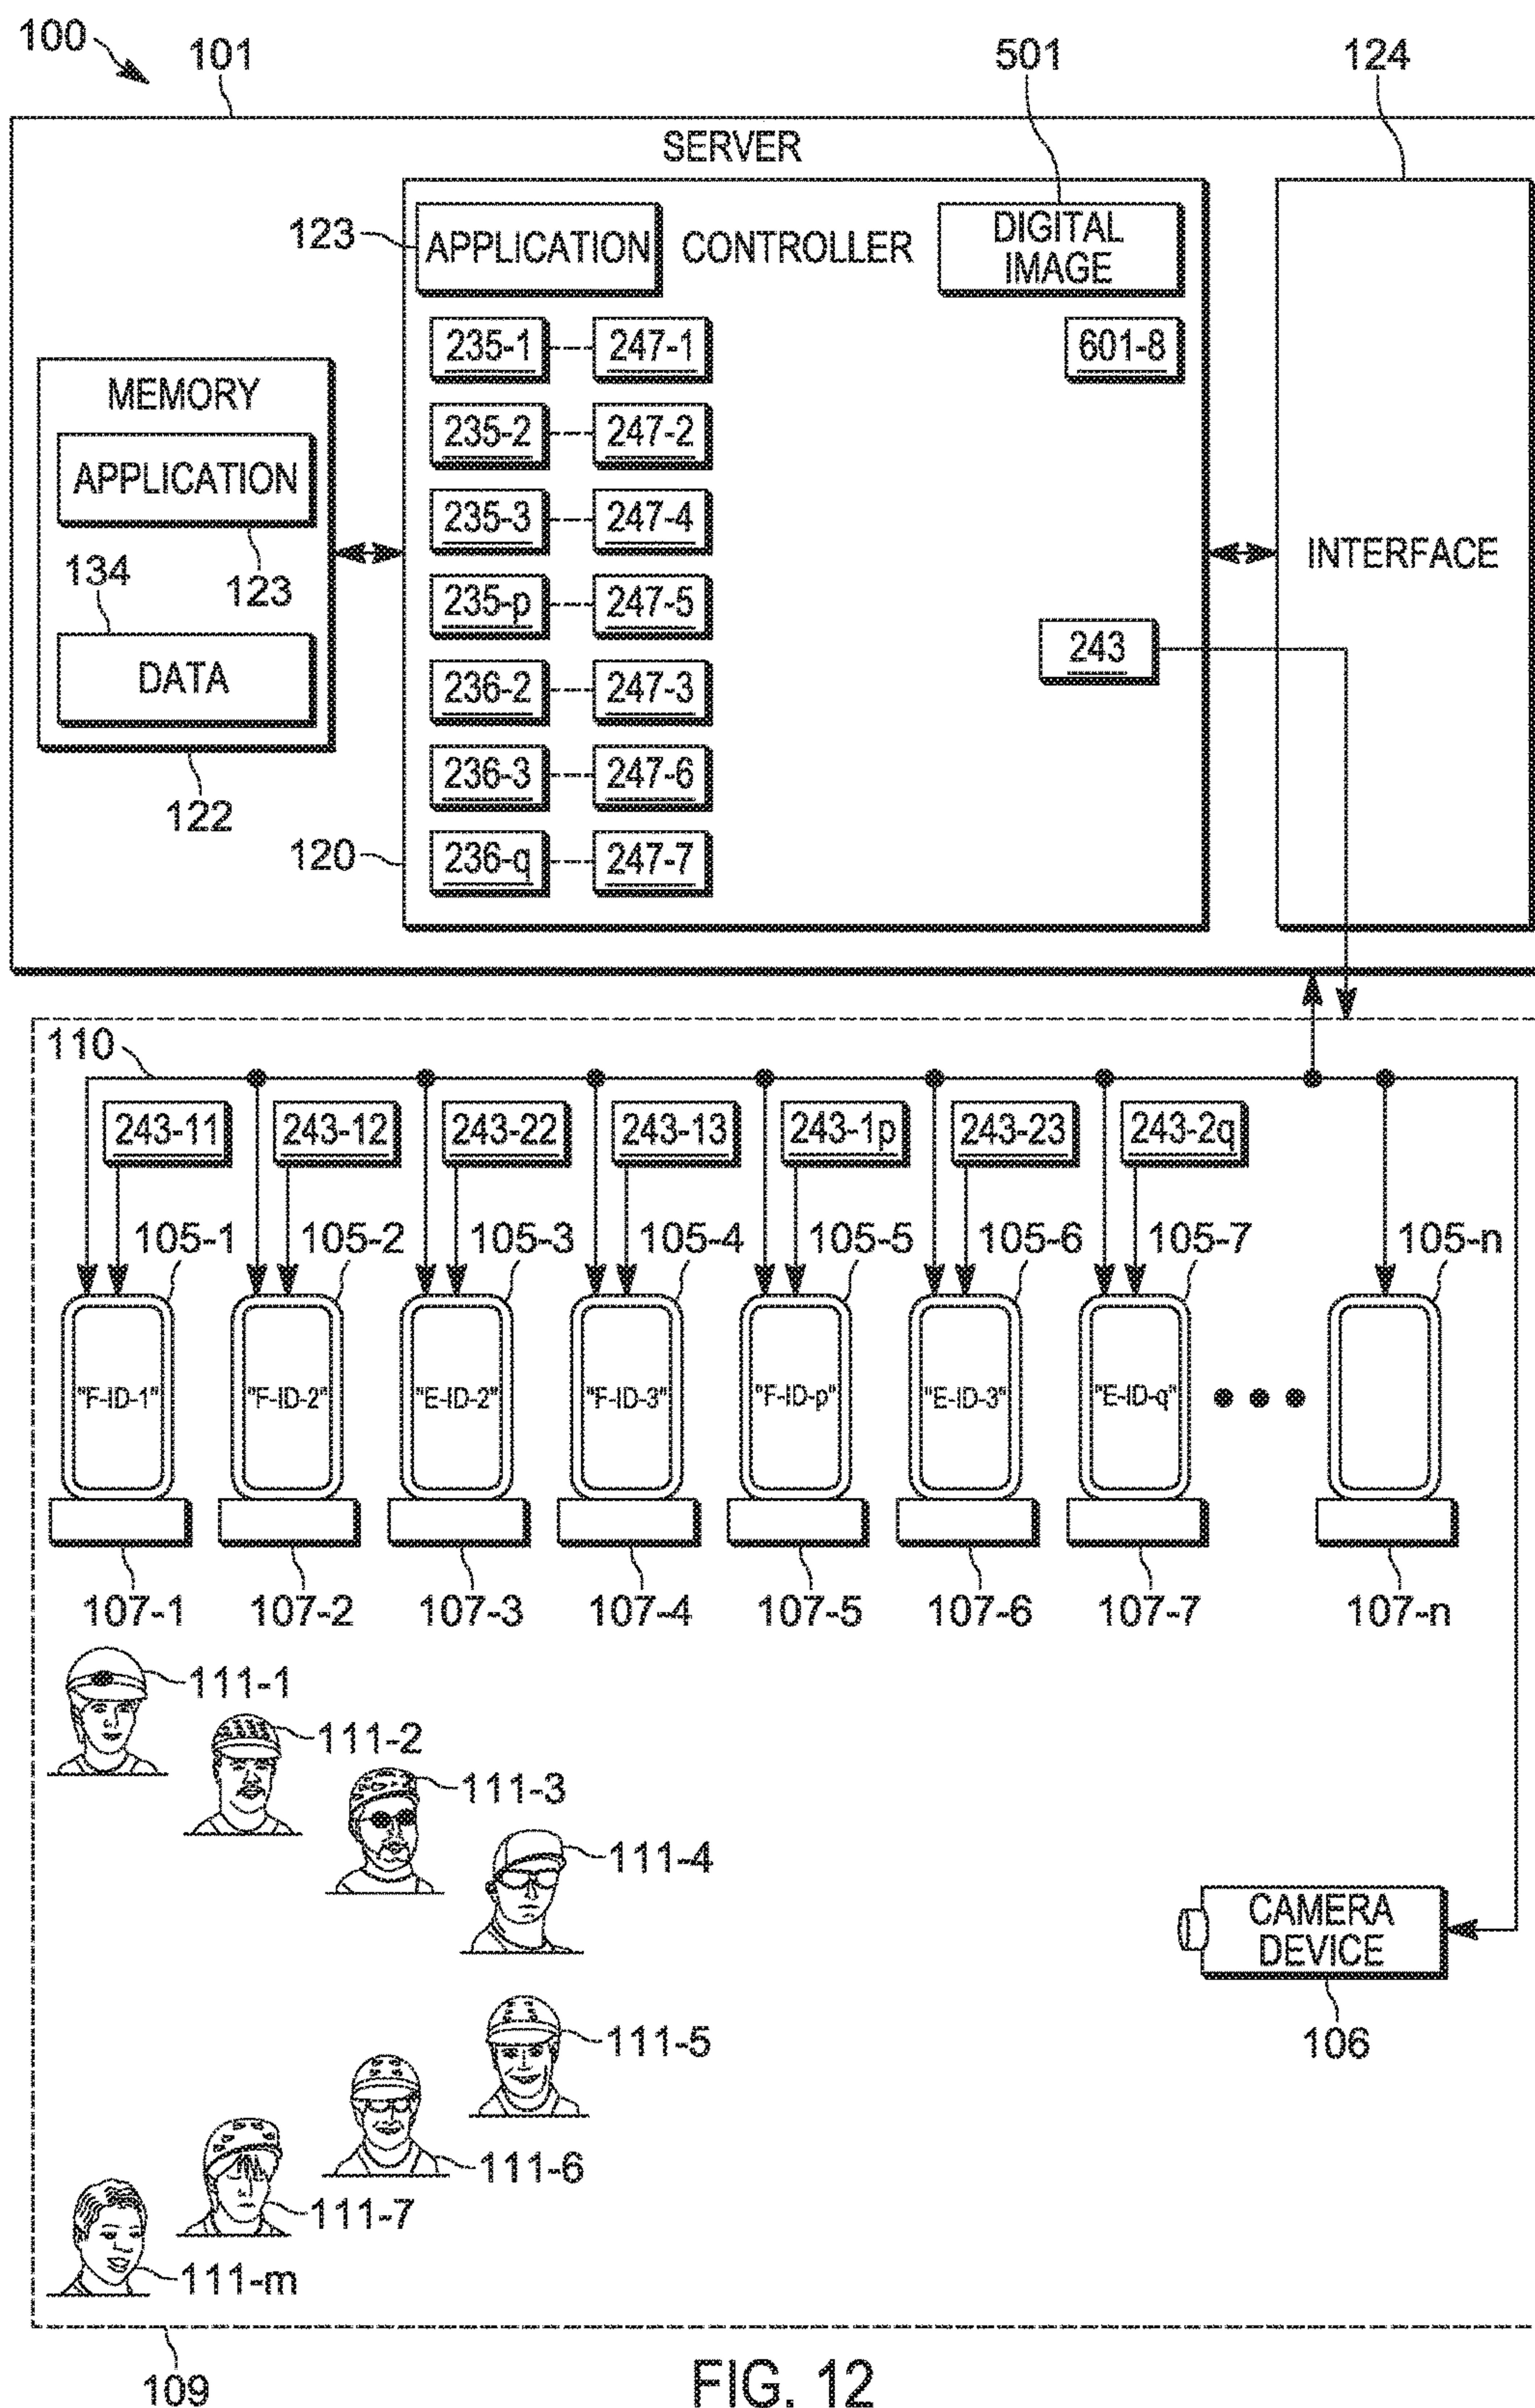 100
101
501
124
SERVER
123
APPLICATION
CONTROLLER
DIGITAL
IMAGE
235-1
247-1
601-8
MEMORY
235-2
247-2
APPLICATION
235-3
247-4
134
123
INTERFACE
235-p
247-5
243
DATA
236-2
247-3
236-3
247-6
122
120
236-q
247-7
110
243-11
243-12
243-22
243-13
243-1p
243-23
243-2q
105-1
105-2
105-3
105-4
105-5
105-6
105-7
105-n
"F-ID-1"
"F-ID-2"
"E-ID-2"
"F-ID-3"
"F-ID-p"
"E-ID-3"
"E-ID-q"
107-1
107-2
107-3
107-4
107-5
107-6
107-7
107-n
111-1
111-2
111-3
111-4
CAMERA
DEVICE
106
111-5
111-6
111-7
111-m
109
FIG. 12